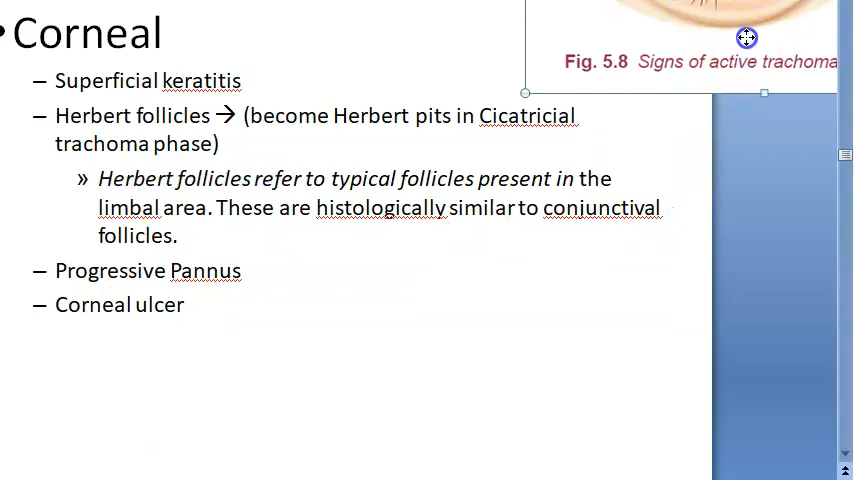 • Corneal
Fig. 5.8 Signs of active trachoma
– Superficial keratitis
– Herbert follicles → (become Herbert pits in Cicatricial
trachoma phase)
» Herbert follicles refer to typical follicles present in the
limbal area. These are histologically similar to conjunctival
follicles.
– Progressive Pannus
– Corneal ulcer